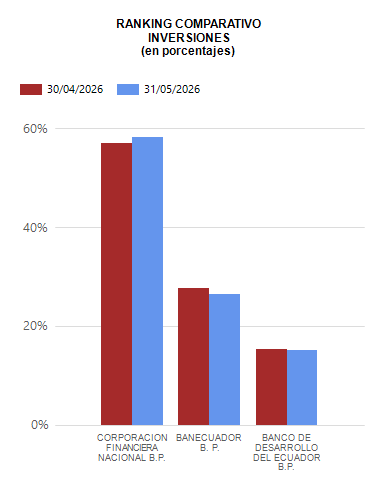 RANKING COMPARATIVO
INVERSIONES
(en porcentajes)
30/04/2026
31/05/2026
60%
40%
20%
0%
CORPORACION
FINANCIERA
NACIONAL B.P.
BANECUADOR
B. P.
BANCO DE
DESARROLLO
DEL ECUADOR
B.P.